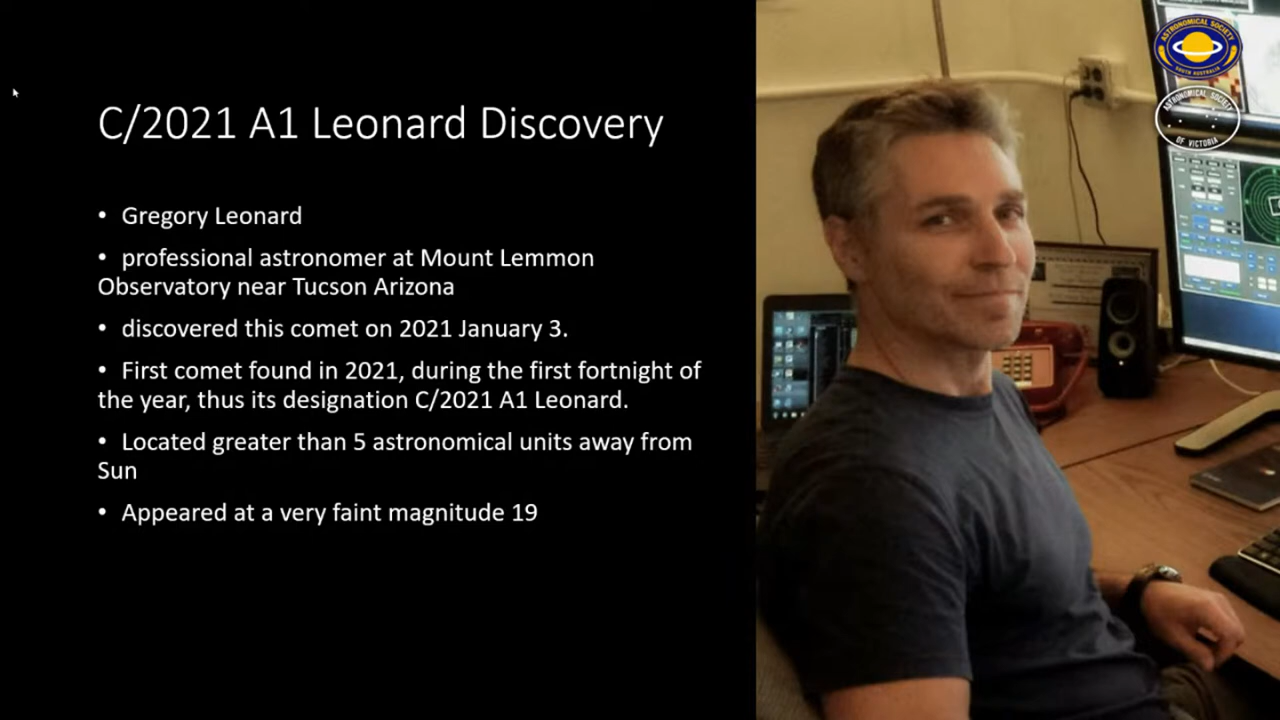 C/2021 A1 Leonard Discovery
• Gregory Leonard
• professional astronomer at Mount Lemmon
Observatory near Tucson Arizona
• discovered this comet on 2021 January 3.
• First comet found in 2021, during the first fortnight of
the year, thus its designation C/2021 A1 Leonard.
• Located greater than 5 astronomical units away from
Sun
• Appeared at a very faint magnitude 19
ASTRONOMICAL SOCIETY
SOUTH AUSTRALIA
ASTRONOMICAL SOCIETY
OF VICTORIA